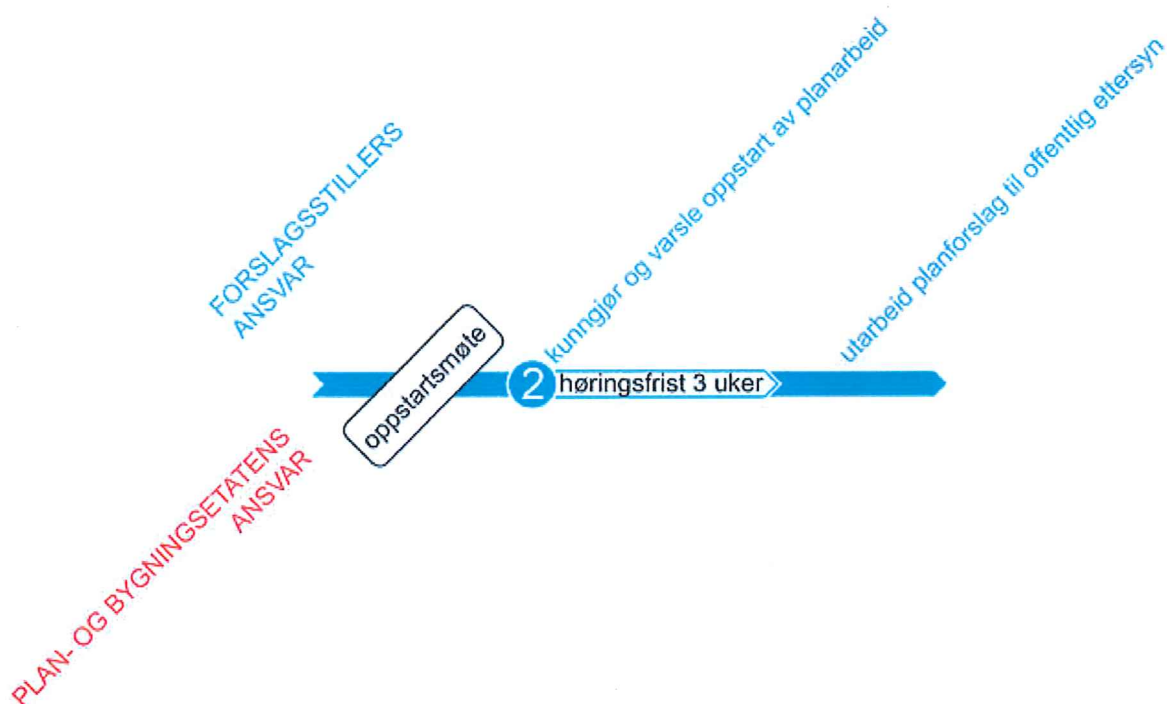 FORSLAGSSTILLERS
ANSVAR
PLAN- OG BYGNINGSETATENS
ANSVAR
oppstartsmøte
2
kunngjør og varsle oppstart av planarbeid
høringsfrist 3 uker
utarbeid planforslag til offentlig ettersyn